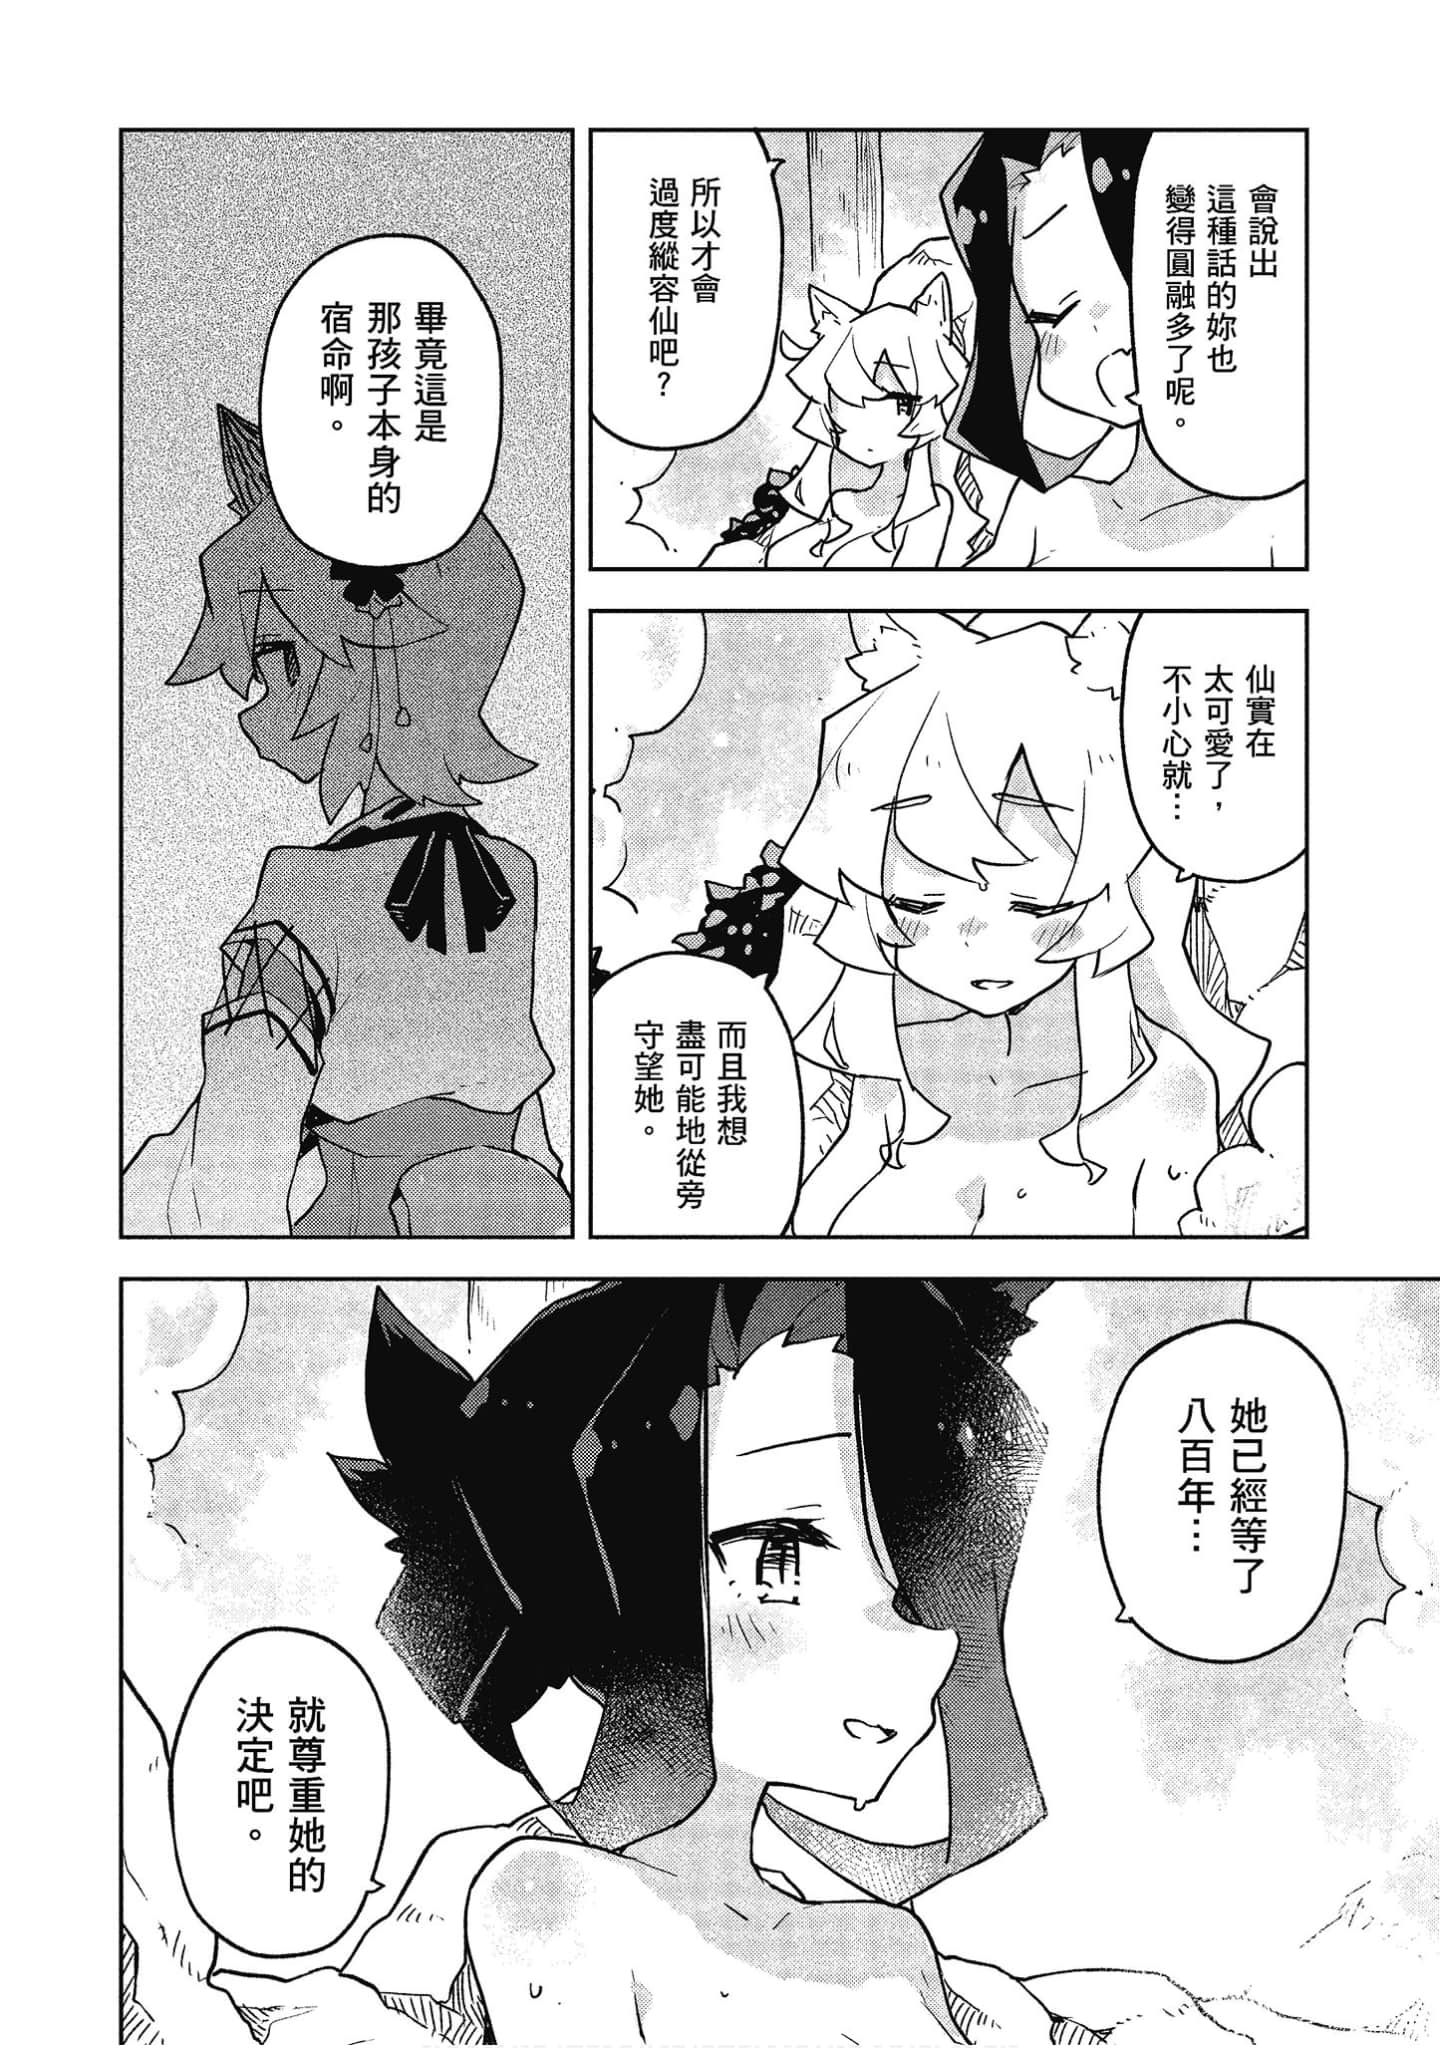 會說出
這種話的妳也
變得圓融多了呢。
所以才會
過度縱容仙吧？
仙實在
太可愛了，
不小心就…
而且我想
盡可能地從旁
守望她。
畢竟這是
那孩子本身的
宿命啊。
她已經等了
八百年…
就尊重她的
決定吧。